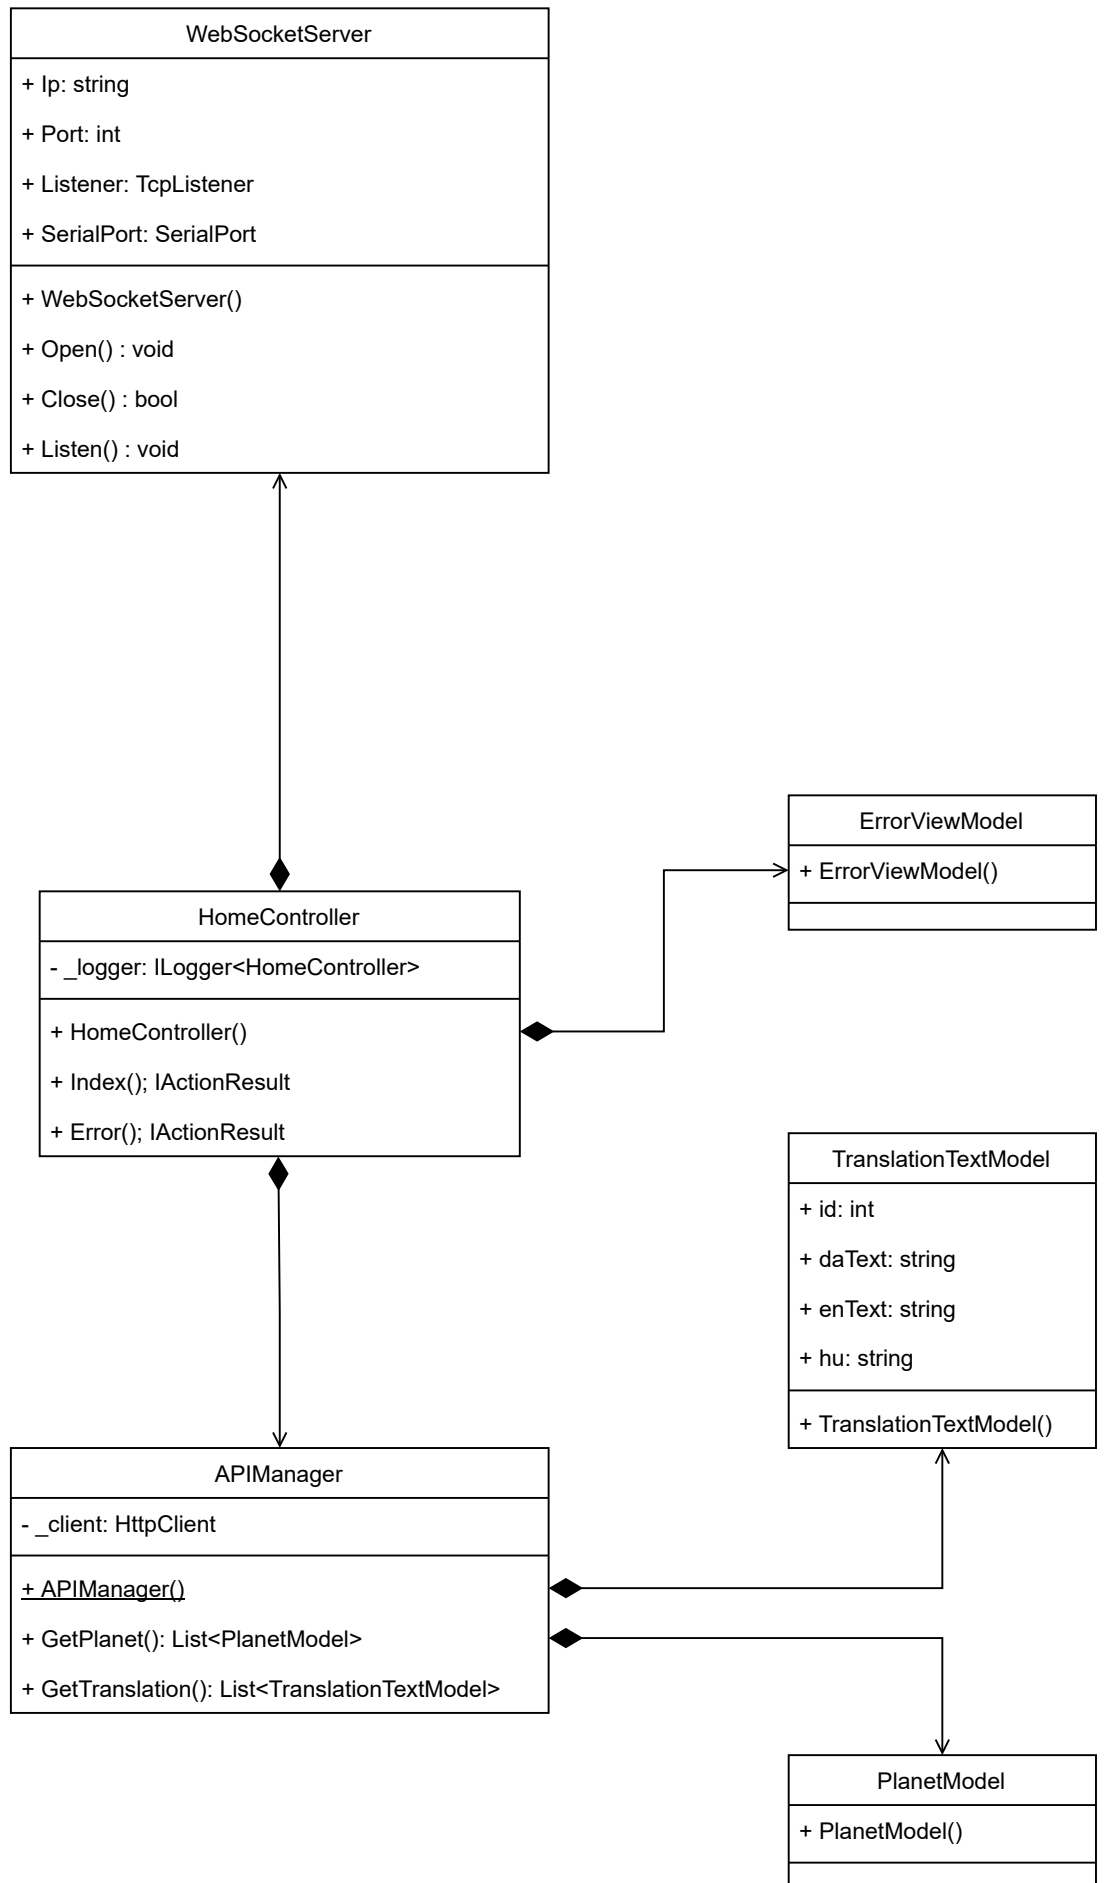 WebSocketServer
+ Ip: string
+ Port: int
+ Listener: TcpListener
+ SerialPort: SerialPort
+ WebSocketServer()
+ Open() : void
+ Close() : bool
+ Listen() : void
ErrorViewModel
+ ErrorViewModel()
HomeController
- _logger: ILogger<HomeController>
+ HomeController()
+ Index(); IActionResult
+ Error(); IActionResult
TranslationTextModel
+ id: int
+ daText: string
+ enText: string
+ hu: string
+ TranslationTextModel()
APIManager
- _client: HttpClient
+ APIManager()
+ GetPlanet(): List<PlanetModel>
+ GetTranslation(): List<TranslationTextModel>
PlanetModel
+ PlanetModel()